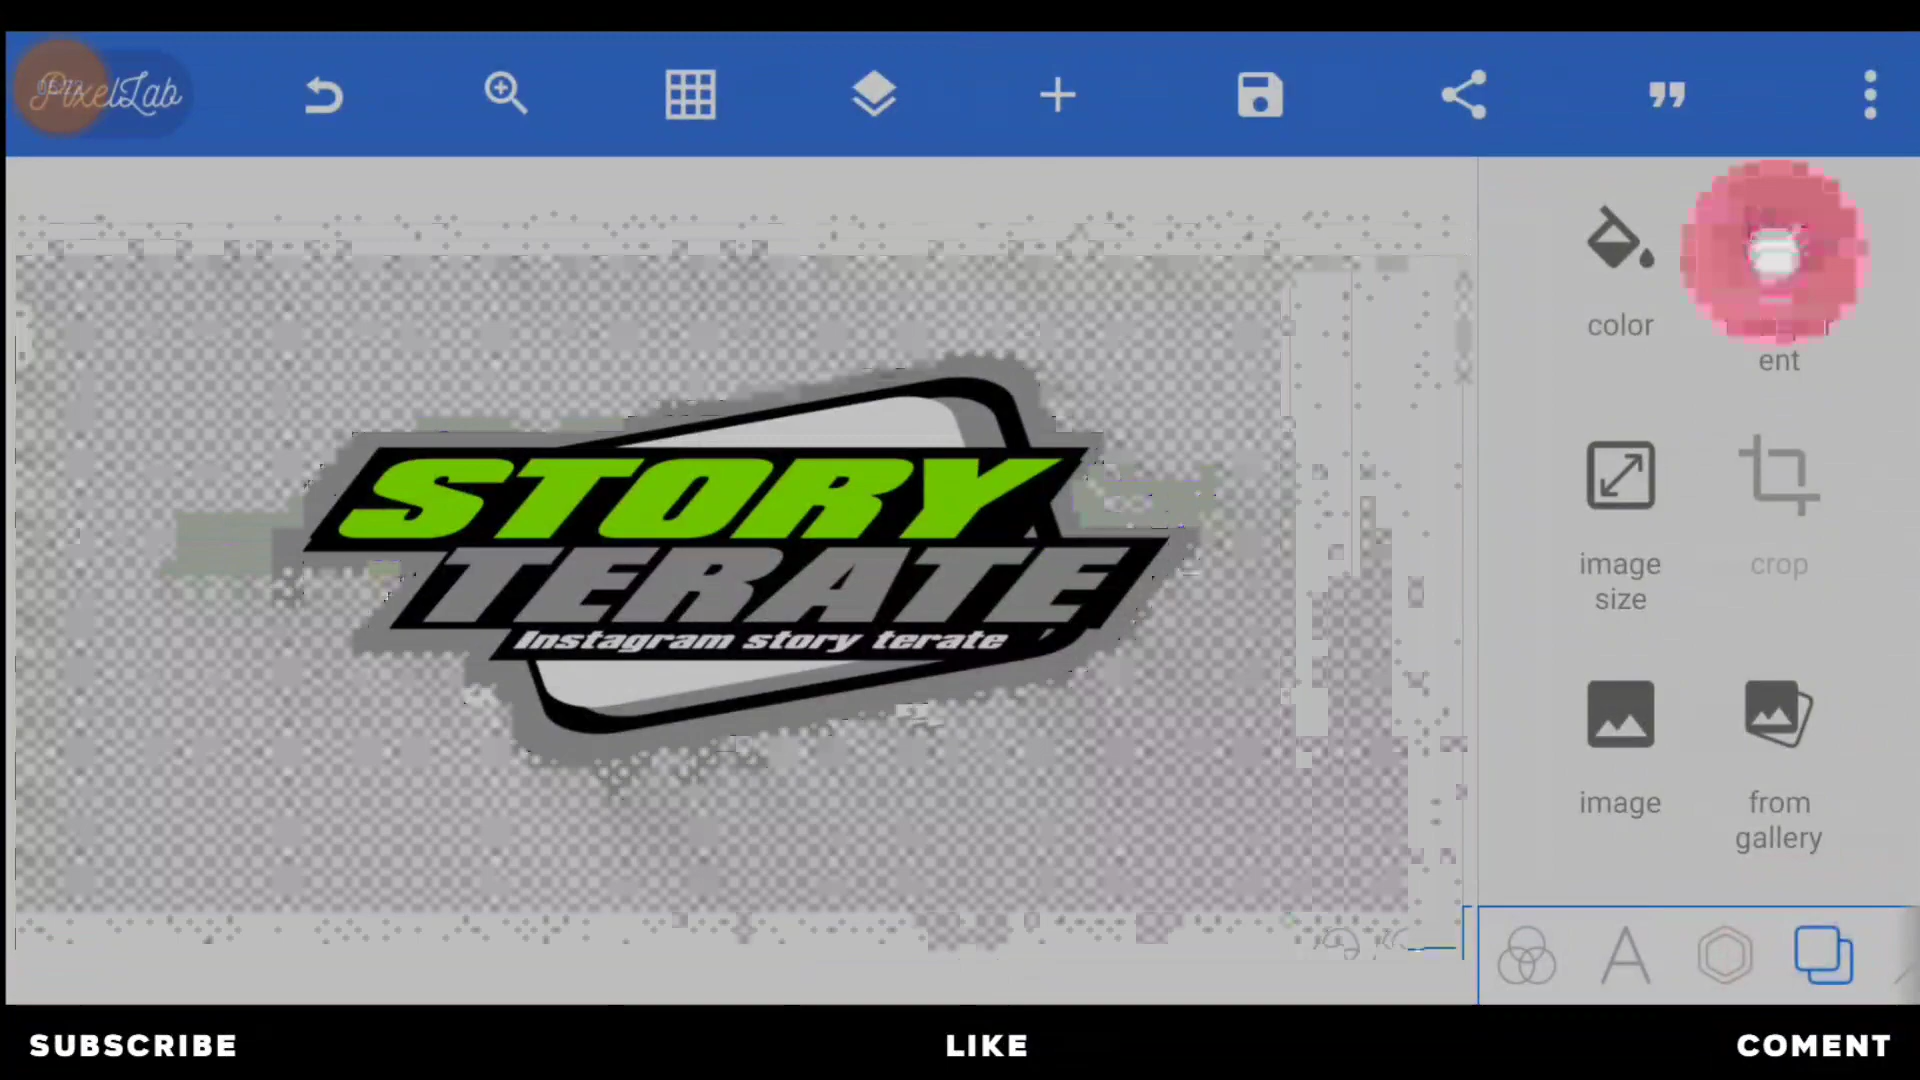 PixelLab
color
ent
image
size
crop
image
from
gallery
STORY
TERATE
Instagram story terate
SUBSCRIBE
LIKE
COMENT